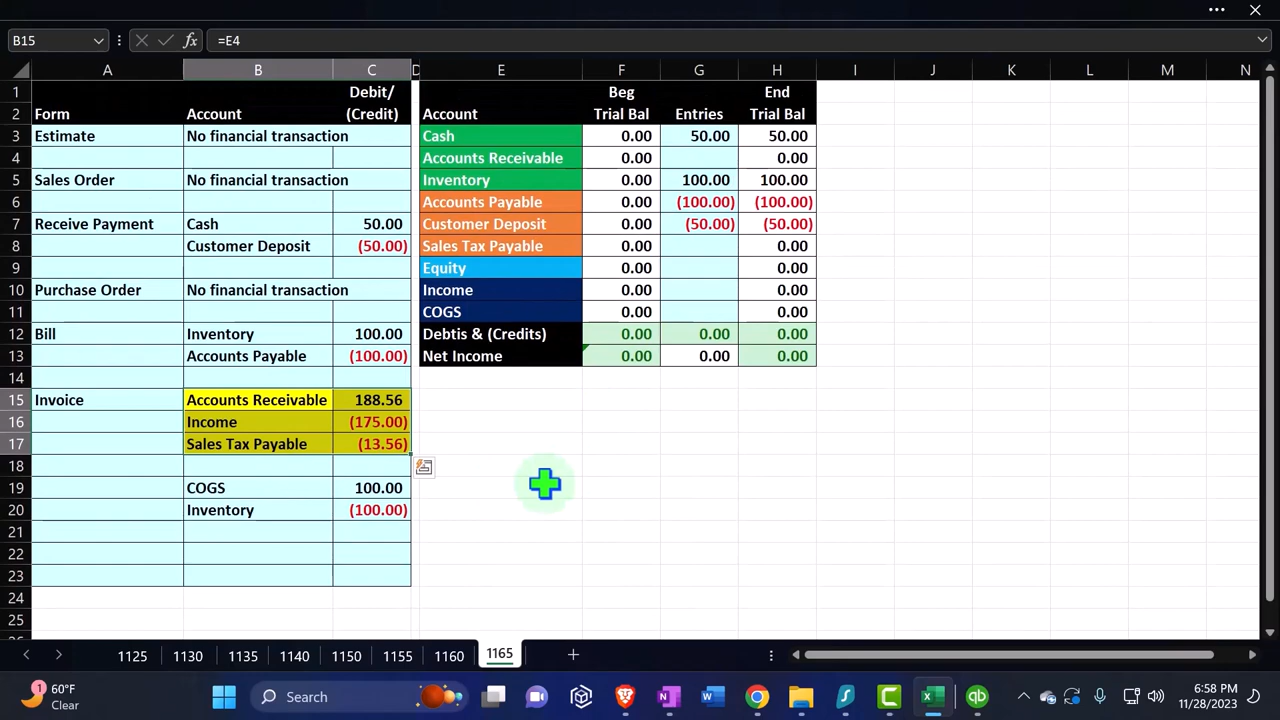 B15
fx
=E4
A B C D E F G H I J K L M N
1 Debit/ Beg End
2 Form Account (Credit) Account Trial Bal Entries Trial Bal
3 Estimate No financial transaction Cash 0.00 50.00 50.00
4 Accounts Receivable 0.00 0.00
5 Sales Order No financial transaction Inventory 0.00 100.00 100.00
6 Accounts Payable 0.00 (100.00) (100.00)
7 Receive Payment Cash 50.00 Customer Deposit 0.00 (50.00) (50.00)
8 Customer Deposit (50.00) Sales Tax Payable 0.00 0.00
9 Equity 0.00 0.00
10 Purchase Order No financial transaction Income 0.00 0.00
11 COGS 0.00 0.00
12 Bill Inventory 100.00 Debtis & (Credits) 0.00 0.00 0.00
13 Accounts Payable (100.00) Net Income 0.00 0.00 0.00
14
15 Invoice Accounts Receivable 188.56
16 Income (175.00)
17 Sales Tax Payable (13.56)
18
19 COGS 100.00
20 Inventory (100.00)
21
22
23
24
25
1125 1130 1135 1140 1150 1155 1160 1165
1 60°F
Clear
Search
6:58 PM
11/28/2023